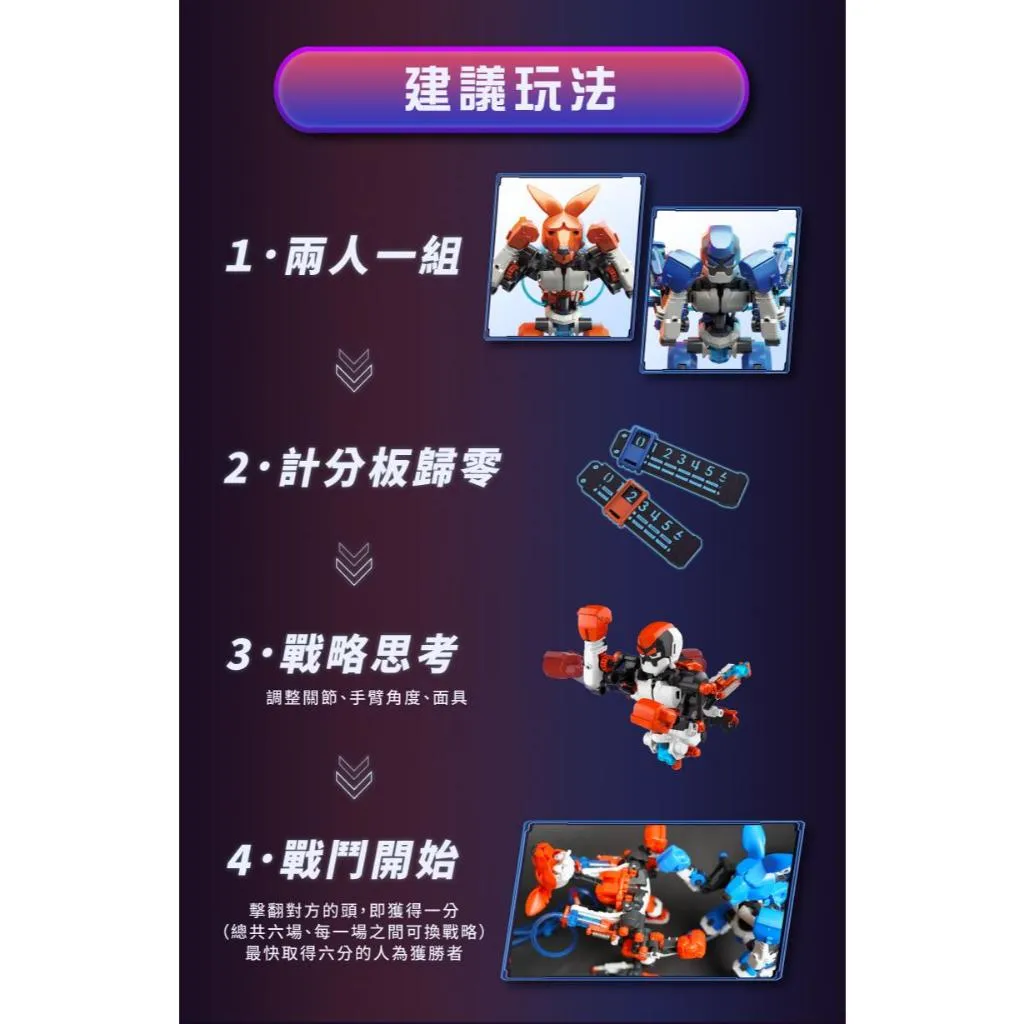 建議玩法
1·兩人一組
0 1 2 3 4 5 6
0 2 3 4 5 6
2·計分板歸零
3·戰略思考
調整關節、手臂角度、面具
4·戰鬥開始
擊翻對方的頭,即獲得一分
(總共六場、每一場之間可換戰略)
最快取得六分的人為獲勝者